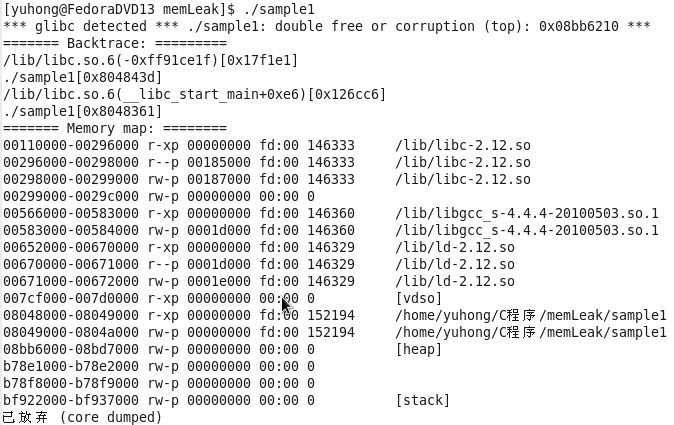 [yuhong@FedoraDVD13 memLeak]$ ./sample1
*** glibc detected *** ./sample1: double free or corruption (top): 0x08bb6210 ***
======= Backtrace: =========
/lib/libc.so.6(-0xff91ce1f)[0x17f1e1]
./sample1[0x804843d]
/lib/libc.so.6(__libc_start_main+0xe6)[0x126cc6]
./sample1[0x8048361]
======= Memory map: ========
00110000-00296000 r-xp 00000000 fd:00 146333     /lib/libc-2.12.so
00296000-00298000 r--p 00185000 fd:00 146333     /lib/libc-2.12.so
00298000-00299000 rw-p 00187000 fd:00 146333     /lib/libc-2.12.so
00299000-0029c000 rw-p 00000000 00:00 0
00566000-00583000 r-xp 00000000 fd:00 146360     /lib/libgcc_s-4.4.4-20100503.so.1
00583000-00584000 rw-p 0001d000 fd:00 146360     /lib/libgcc_s-4.4.4-20100503.so.1
00652000-00670000 r-xp 00000000 fd:00 146329     /lib/ld-2.12.so
00670000-00671000 r--p 0001d000 fd:00 146329     /lib/ld-2.12.so
00671000-00672000 rw-p 0001e000 fd:00 146329     /lib/ld-2.12.so
007cf000-007d0000 r-xp 00000000 00:00 0          [vdso]
08048000-08049000 r-xp 00000000 fd:00 152194     /home/yuhong/C程序/memLeak/sample1
08049000-0804a000 rw-p 00000000 fd:00 152194     /home/yuhong/C程序/memLeak/sample1
08bb6000-08bd7000 rw-p 00000000 00:00 0          [heap]
b78e1000-b78e2000 rw-p 00000000 00:00 0
b78f8000-b78f9000 rw-p 00000000 00:00 0
bf922000-bf937000 rw-p 00000000 00:00 0          [stack]
已放弃 (core dumped)